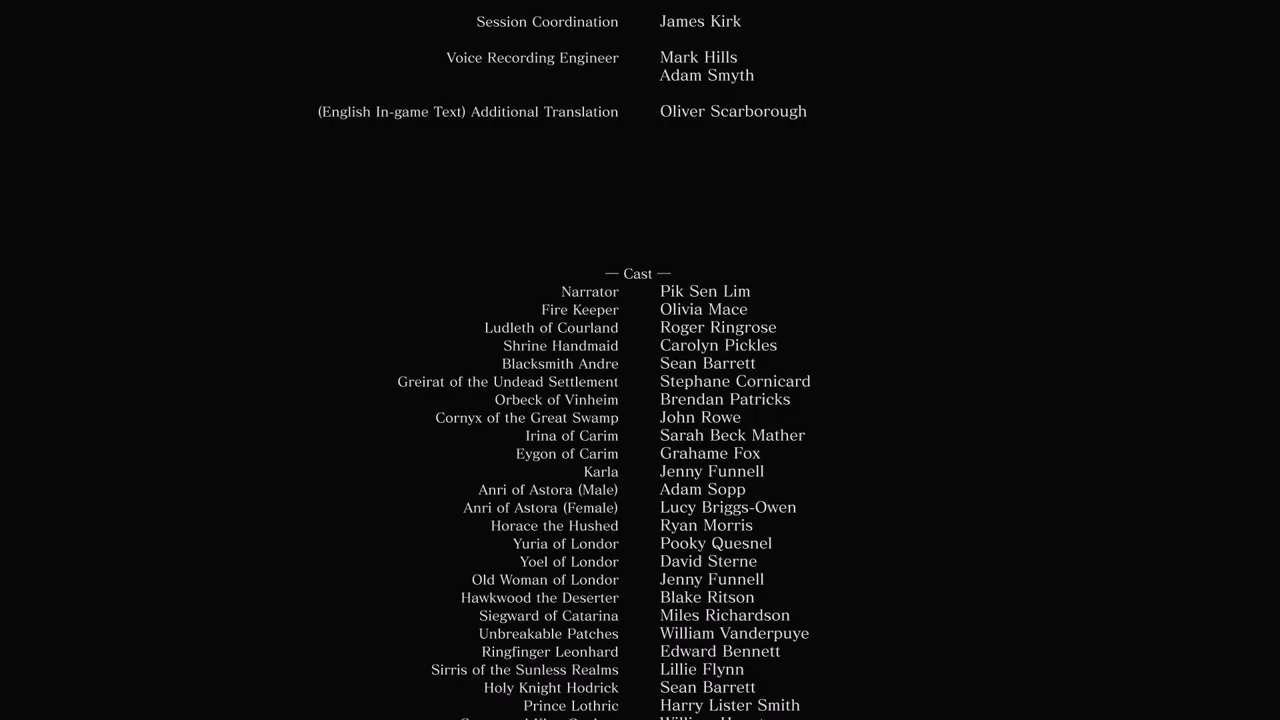 Session Coordination James Kirk
Voice Recording Engineer Mark Hills
Adam Smyth
(English In-game Text) Additional Translation Oliver Scarborough
— Cast —
Narrator Pik Sen Lim
Fire Keeper Olivia Mace
Ludleth of Courland Roger Ringrose
Shrine Handmaid Carolyn Pickles
Blacksmith Andre Sean Barrett
Greirat of the Undead Settlement Stephane Cornicard
Orbeck of Vinheim Brendan Patricks
Cornyx of the Great Swamp John Rowe
Irina of Carim Sarah Beck Mather
Eygon of Carim Grahame Fox
Karla Jenny Funnell
Anri of Astora (Male) Adam Sopp
Anri of Astora (Female) Lucy Briggs-Owen
Horace the Hushed Ryan Morris
Yuria of Londor Pooky Quesnel
Yoel of Londor David Sterne
Old Woman of Londor Jenny Funnell
Hawkwood the Deserter Blake Ritson
Siegward of Catarina Miles Richardson
Unbreakable Patches William Vanderpuye
Ringfinger Leonhard Edward Bennett
Sirris of the Sunless Realms Lillie Flynn
Holy Knight Hodrick Sean Barrett
Prince Lothric Harry Lister Smith